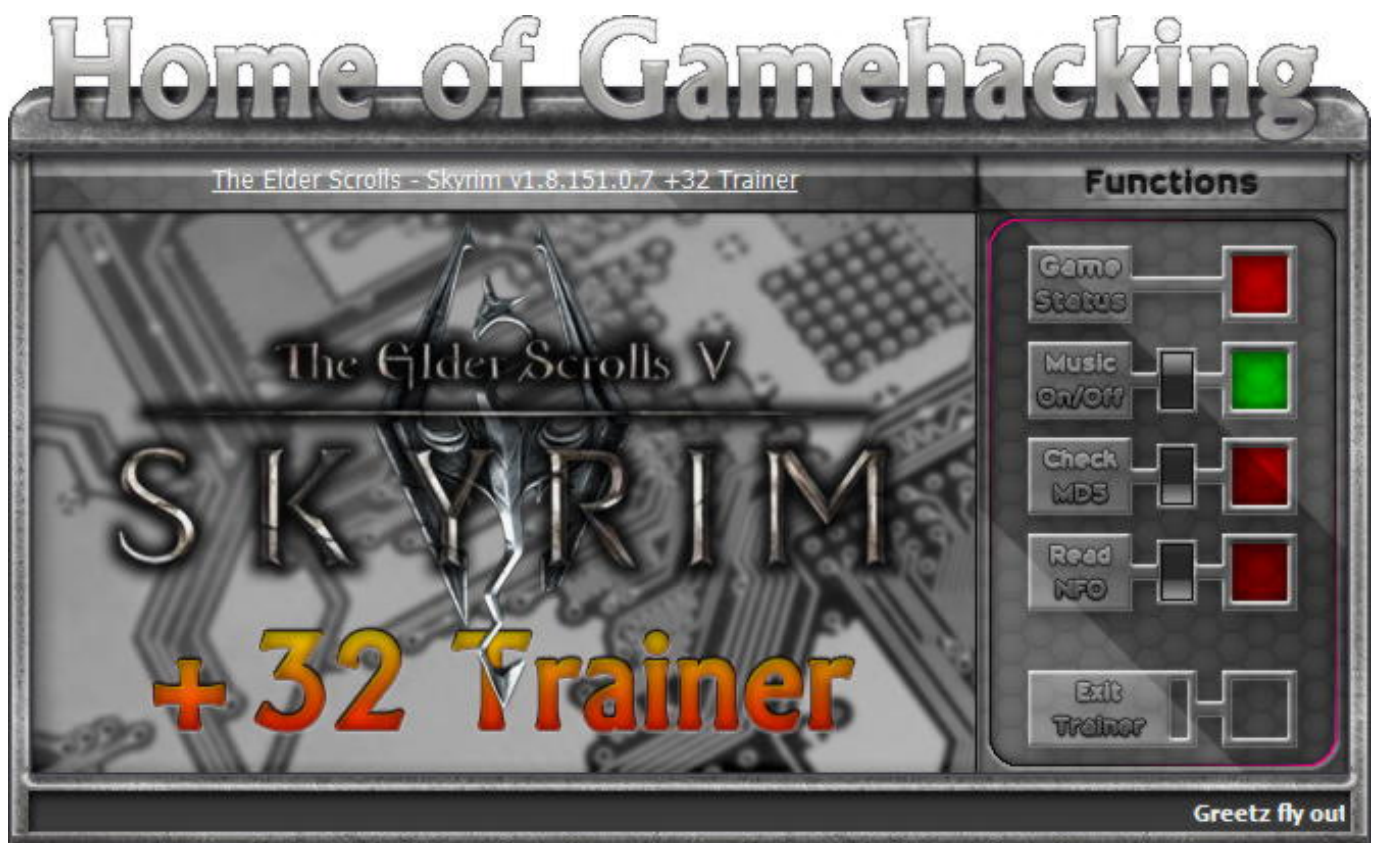 Home of Gamehacking
The Elder Scrolls - Skyrim v1.8.151.0.7 +32 Trainer
Functions
The Elder Scrolls V
SKYRIM
+32 Trainer
Game
Status
Music
On/Off
Check
MD5
Read
NFO
Exit
Trainer
Greetz fly out